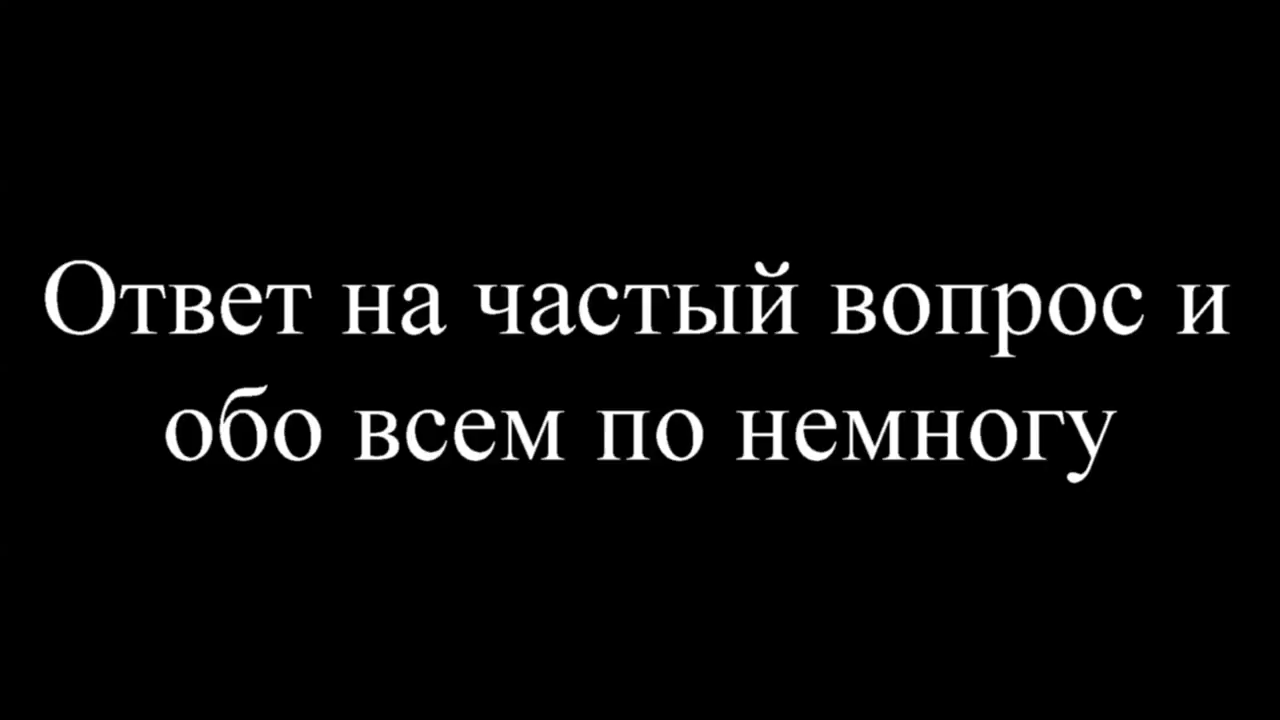 Ответ на частый вопрос и
обо всем по немногу